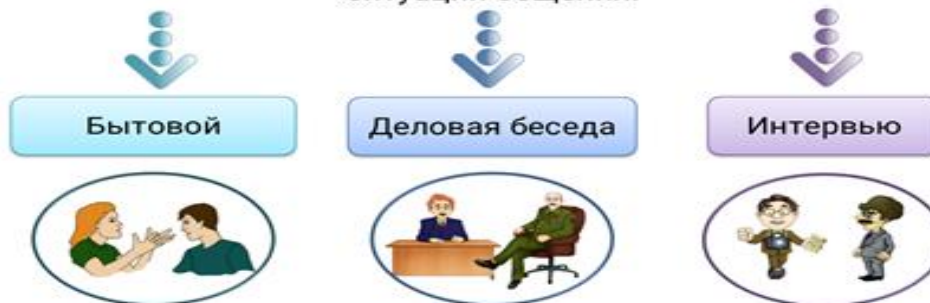 Бытовой
Деловая беседа
Интервью